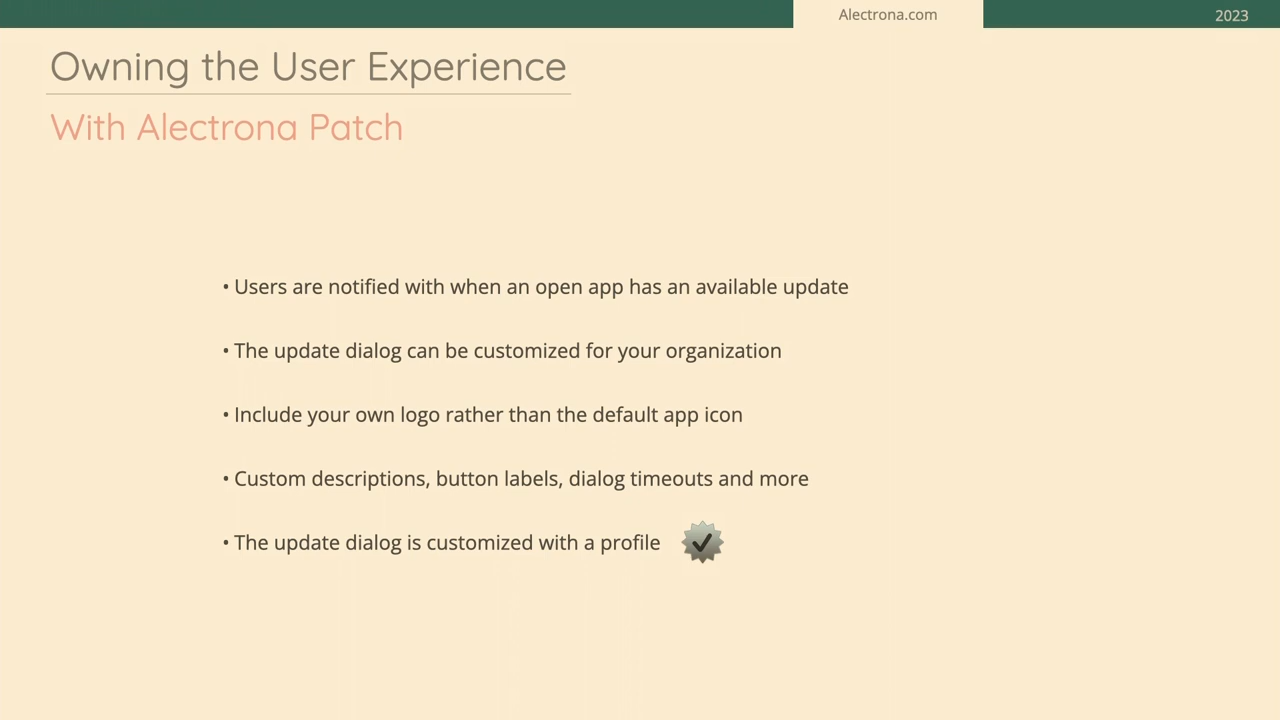 Alectrona.com
2023
Owning the User Experience
With Alectrona Patch
• Users are notified with when an open app has an available update
• The update dialog can be customized for your organization
• Include your own logo rather than the default app icon
• Custom descriptions, button labels, dialog timeouts and more
• The update dialog is customized with a profile